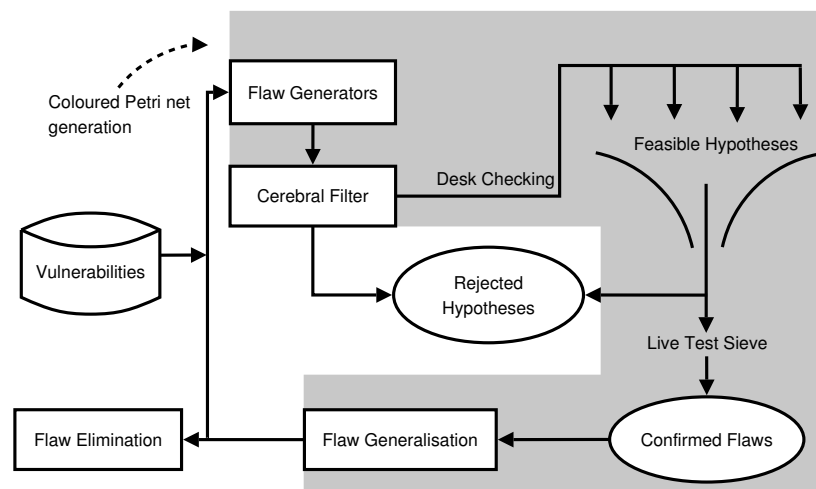 Coloured Petri net
generation
Flaw Generators
Feasible Hypotheses
Desk Checking
Cerebral Filter
Vulnerabilities
Rejected
Hypotheses
Live Test Sieve
Flaw Elimination
Flaw Generalisation
Confirmed Flaws